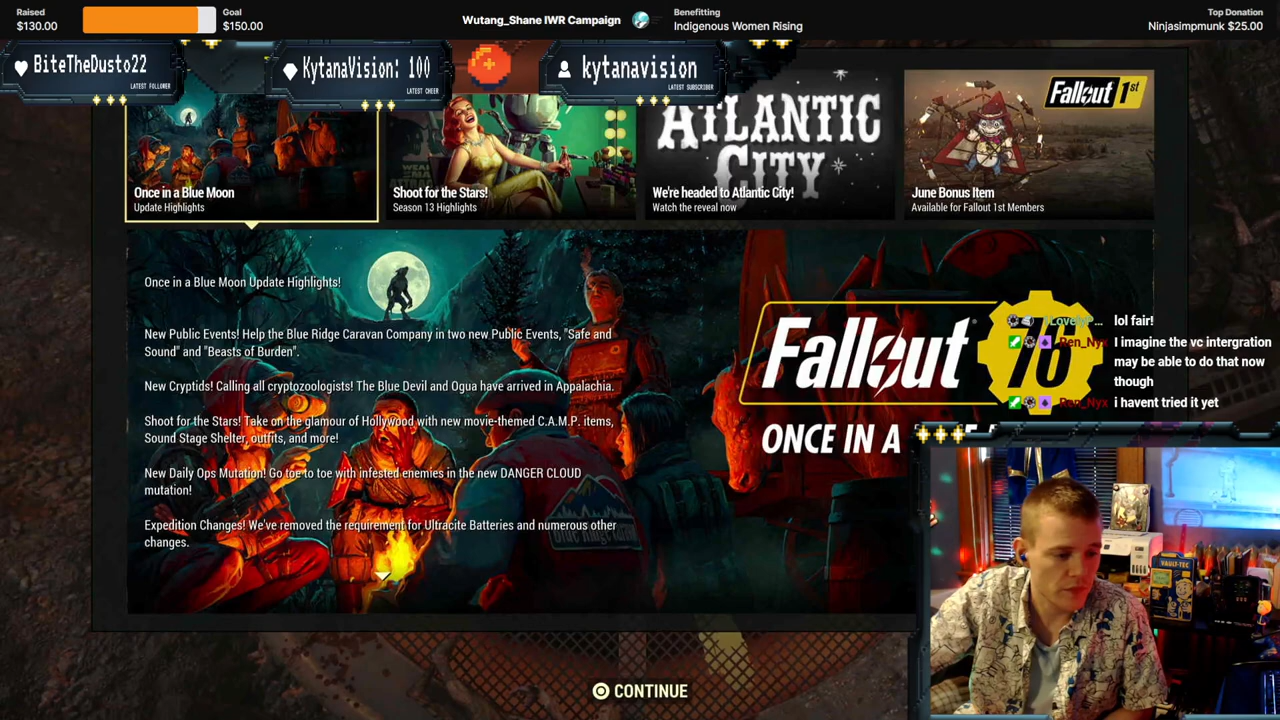 Raised
$130.00
Goal
$150.00
Wutang_Shane IWR Campaign
Benefitting
Indigenous Women Rising
Top Donation
Ninjasimpmunk $25.00
BiteTheDusto22
LATEST FOLLOWER
KytanaVision: 100
LATEST CHEER
kytanavision
LATEST SUBSCRIBER
Once in a Blue Moon
Update Highlights
Shoot for the Stars!
Season 13 Highlights
ATLANTIC
CITY
We're headed to Atlantic City!
Watch the reveal now
Fallout 1st
June Bonus Item
Available for Fallout 1st Members
Once in a Blue Moon Update Highlights!
New Public Events! Help the Blue Ridge Caravan Company in two new Public Events, "Safe and
Sound" and "Beasts of Burden".
New Cryptids! Calling all cryptozoologists! The Blue Devil and Ogua have arrived in Appalachia.
Shoot for the Stars! Take on the glamour of Hollywood with new movie-themed C.A.M.P. items,
Sound Stage Shelter, outfits, and more!
New Daily Ops Mutation! Go toe to toe with infested enemies in the new DANGER CLOUD
mutation!
Expedition Changes! We've removed the requirement for Ultracite Batteries and numerous other
changes.
Fallout 76
ONCE IN A
lol fair!
Ren_Nyx I imagine the vc intergration
may be able to do that now
though
Ren_Nyx i havent tried it yet
VAULT-TEC
CONTINUE